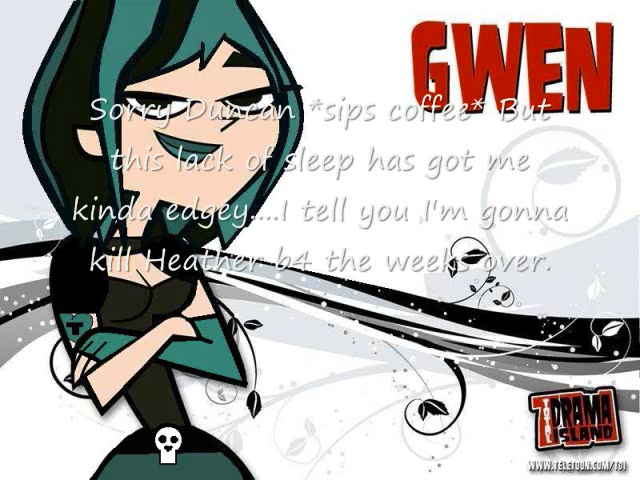 GWEN
Sorry Duncan *sips coffee* But
this lack of sleep has got me
kinda edgey....I tell you I'm gonna
kill Heather b4 the weeks over.
T
TOTAL
DRAMA
ISLAND
WWW.TELETOON.COM/TDI